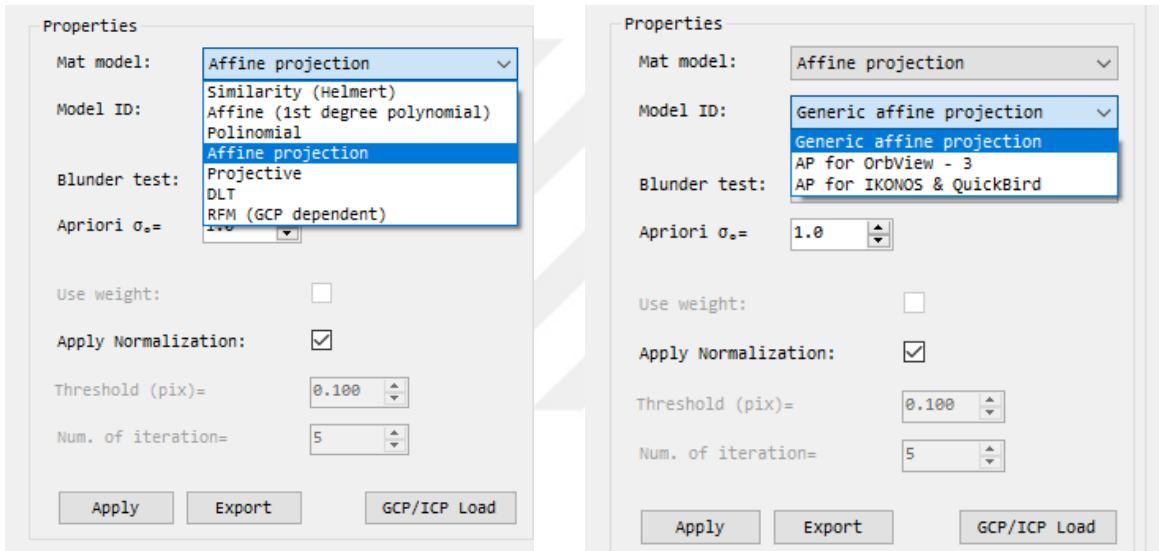 Properties
Mat model: Affine projection
Similarity (Helmert)
Model ID:
Affine (1st degree polynomial)
Polinomial
Affine projection
Projective
Blunder test:
DLT
RFM (GCP dependent)
Apriori σₒ=
Use weight:
Apply Normalization:
Threshold (pix)= 0.100
Num. of iteration= 5
Apply Export GCP/ICP Load
Properties
Mat model: Affine projection
Model ID: Generic affine projection
Generic affine projection
AP for OrbView - 3
Blunder test: AP for IKONOS & QuickBird
Apriori σₒ= 1.0
Use weight:
Apply Normalization:
Threshold (pix)= 0.100
Num. of iteration= 5
Apply Export GCP/ICP Load